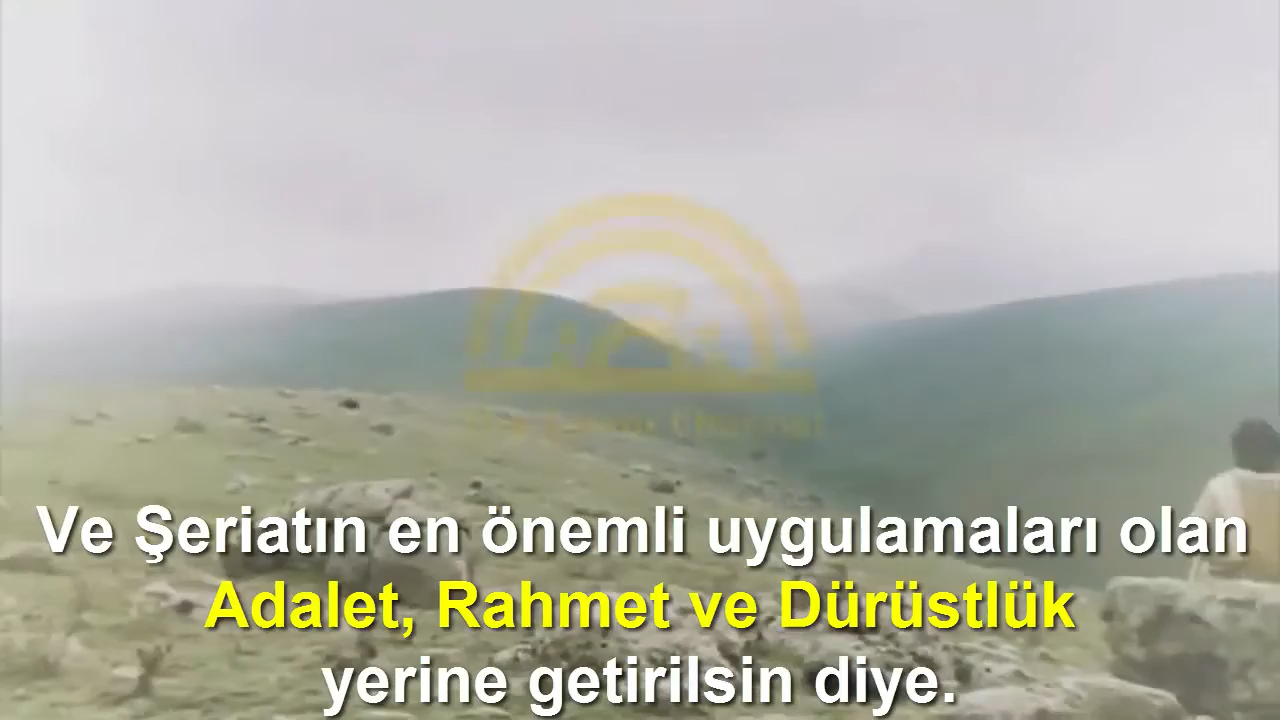 Ve Şeriatın en önemli uygulamaları olan
Adalet, Rahmet ve Dürüstlük
yerine getirilsin diye.